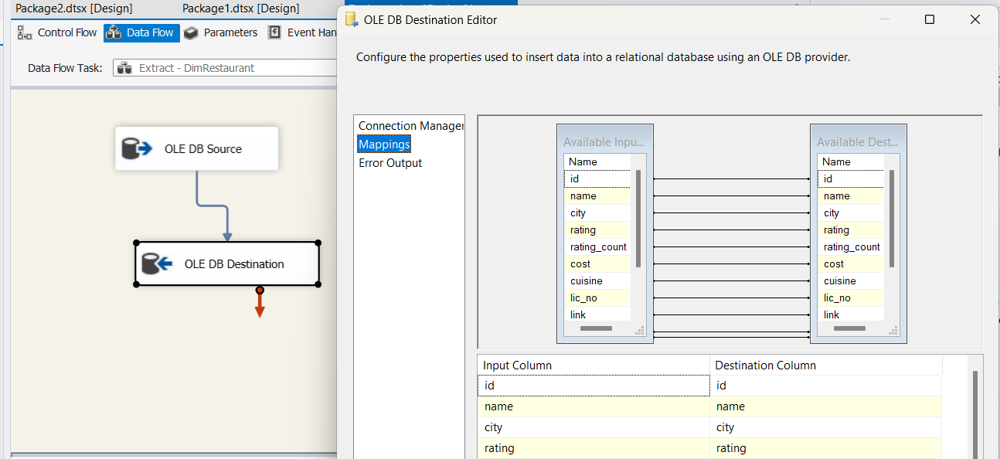 Package2.dtsx [Design]
Package1.dtsx [Design]
Control Flow
Data Flow
Parameters
Event Han
Data Flow Task:
Extract - DimRestaurant
OLE DB Source
OLE DB Destination
OLE DB Destination Editor
Configure the properties used to insert data into a relational database using an OLE DB provider.
Connection Manager
Mappings
Error Output
Available Inpu...
Name
id
name
city
rating
rating_count
cost
cuisine
lic_no
link
Available Dest...
Name
id
name
city
rating
rating_count
cost
cuisine
lic_no
link
Input Column Destination Column
id id
name name
city city
rating rating